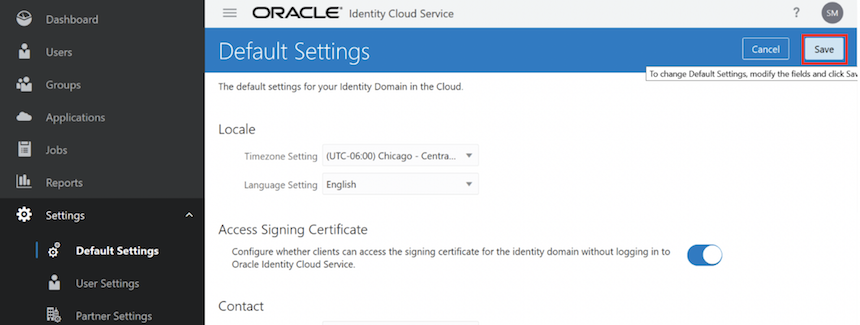 Dashboard
Users
Groups
Applications
Jobs
Reports
Settings
Default Settings
User Settings
Partner Settings
ORACLE® Identity Cloud Service
? SM
Default Settings
Cancel
Save
To change Default Settings, modify the fields and click Sav
The default settings for your Identity Domain in the Cloud.
Locale
Timezone Setting (UTC-06:00) Chicago - Centra...
Language Setting English
Access Signing Certificate
Configure whether clients can access the signing certificate for the identity domain without logging in to
Oracle Identity Cloud Service.
Contact